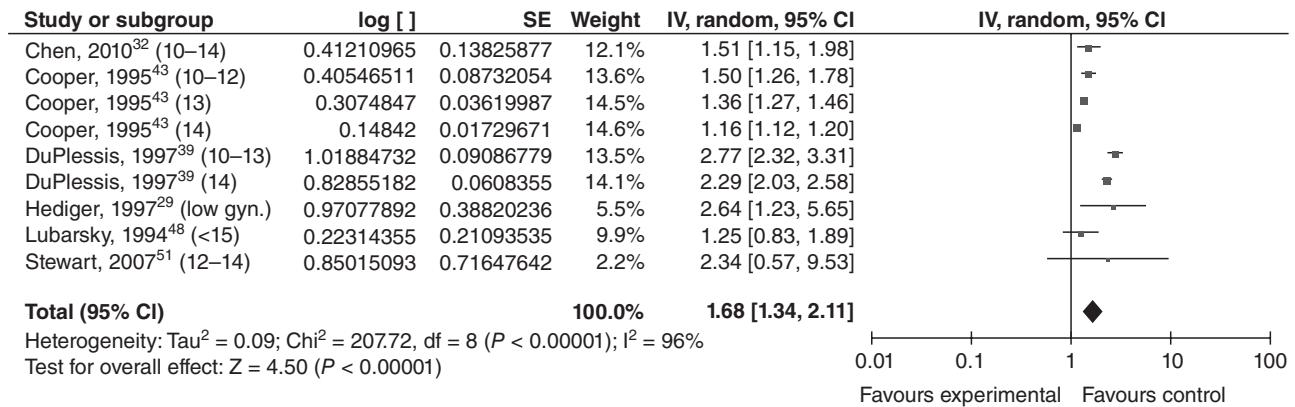 Study or subgroup log [ ] SE Weight IV, random, 95% CI IV, random, 95% CI
Chen, 2010³² (10–14) 0.41210965 0.13825877 12.1% 1.51 [1.15, 1.98]
Cooper, 1995⁴³ (10–12) 0.40546511 0.08732054 13.6% 1.50 [1.26, 1.78]
Cooper, 1995⁴³ (13) 0.3074847 0.03619987 14.5% 1.36 [1.27, 1.46]
Cooper, 1995⁴³ (14) 0.14842 0.01729671 14.6% 1.16 [1.12, 1.20]
DuPlessis, 1997³⁹ (10–13) 1.01884732 0.09086779 13.5% 2.77 [2.32, 3.31]
DuPlessis, 1997³⁹ (14) 0.82855182 0.0608355 14.1% 2.29 [2.03, 2.58]
Hediger, 1997²⁹ (low gyn.) 0.97077892 0.38820236 5.5% 2.64 [1.23, 5.65]
Lubarsky, 1994⁴⁸ (<15) 0.22314355 0.21093535 9.9% 1.25 [0.83, 1.89]
Stewart, 2007⁵¹ (12–14) 0.85015093 0.71647642 2.2% 2.34 [0.57, 9.53]
Total (95% CI) 100.0% 1.68 [1.34, 2.11]
Heterogeneity: Tau² = 0.09; Chi² = 207.72, df = 8 (P < 0.00001); I² = 96%
Test for overall effect: Z = 4.50 (P < 0.00001)
0.01 0.1 1 10 100
Favours experimental Favours control